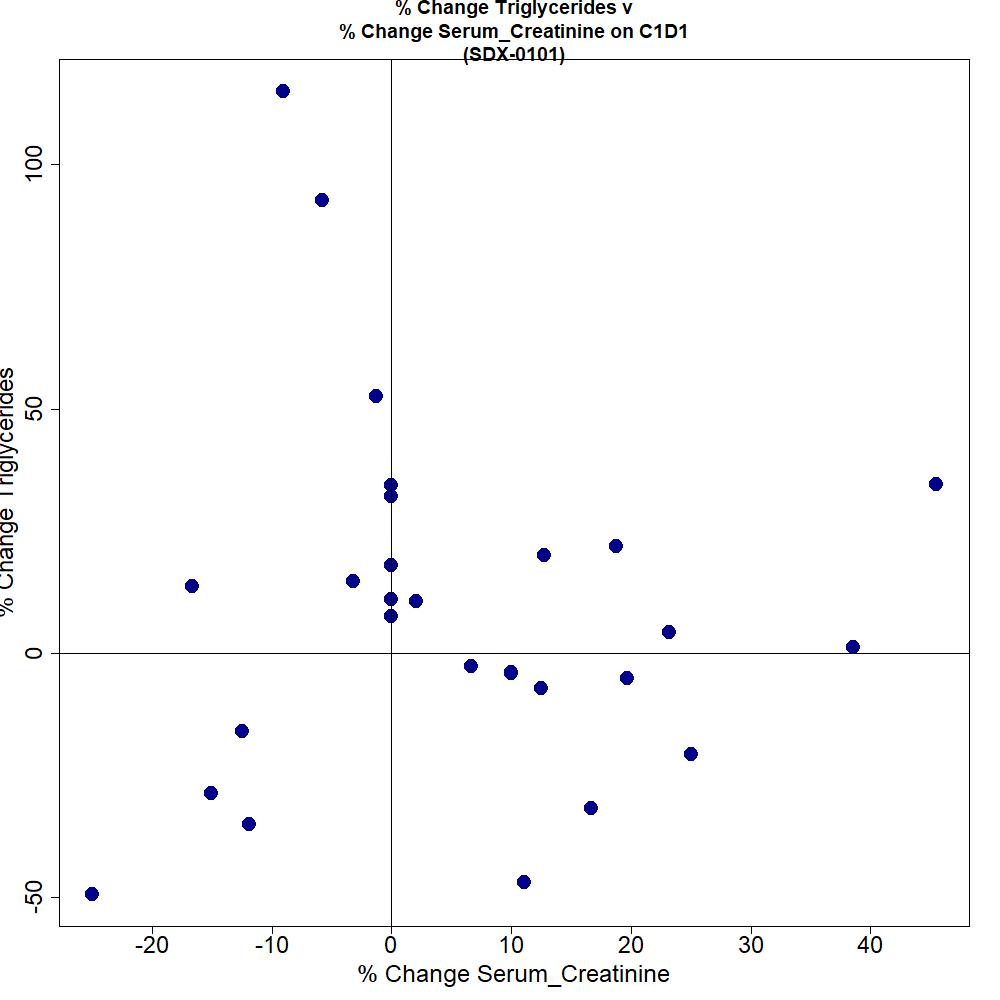 % Change Triglycerides v
% Change Serum_Creatinine on C1D1
(SDX-0101)
% Change Triglycerides
100
50
0
-50
-20 -10 0 10 20 30 40
% Change Serum_Creatinine